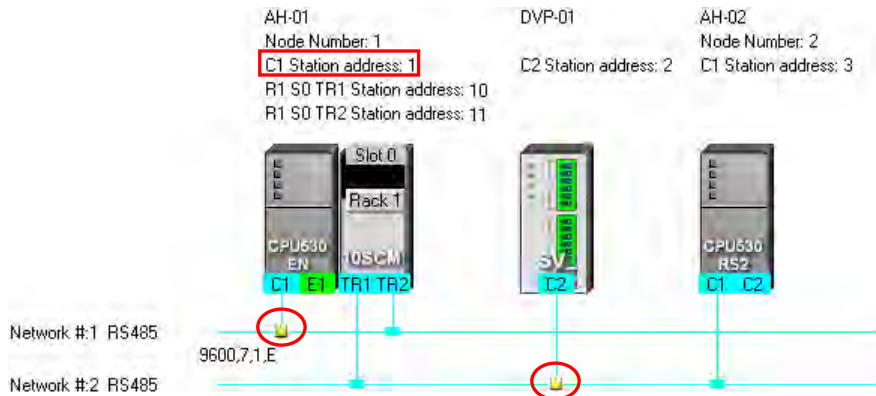 AH-01
Node Number: 1
C1 Station address: 1
R1 S0 TR1 Station address: 10
R1 S0 TR2 Station address: 11
DVP-01
C2 Station address: 2
AH-02
Node Number: 2
C1 Station address: 3
Slot 0
Rack 1
CPU530
EN
10SCM
C1 E1 TR1 TR2
SV
C2
CPU530
RS2
C1 C2
Network #:1 RS485
9600,7,1,E
Network #:2 RS485